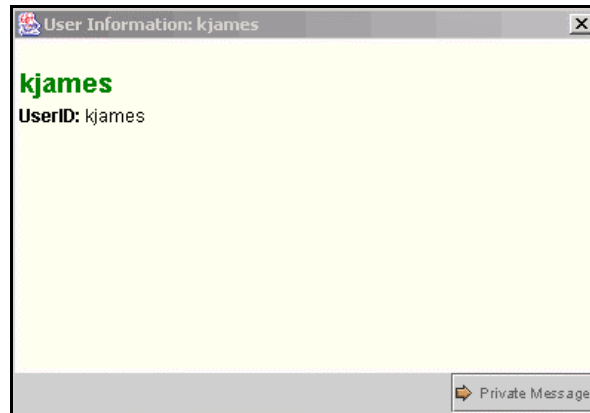 User Information: kjames
kjames
UserID: kjames
Private Message